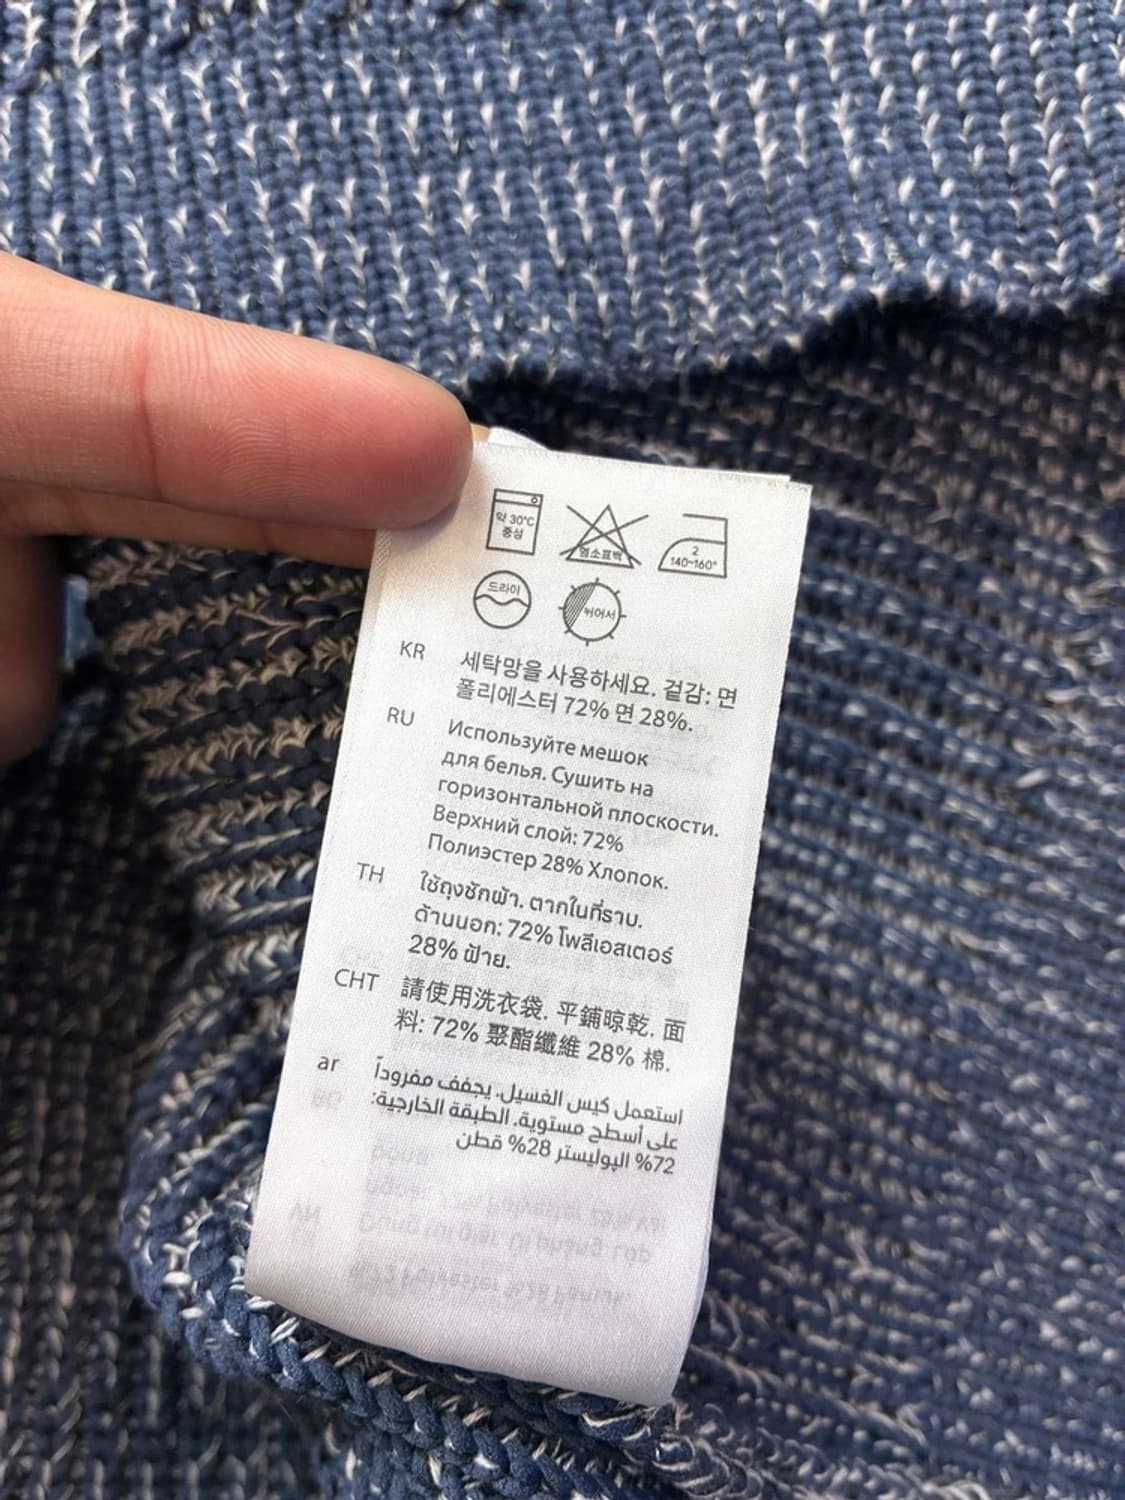 약 30℃
중성
염소표백
2
140~160°
드라이
뉘어서
KR 세탁망을 사용하세요. 겉감: 면
폴리에스터 72% 면 28%.
RU Используйте мешок
для белья. Сушить на
горизонтальной плоскости.
Верхний слой: 72%
Полиэстер 28% Хлопок.
TH ใช้ถุงซักผ้า. ตากในที่ราบ.
ด้านนอก: 72% โพลีเอสเตอร์
28% ฝ้าย.
CHT 請使用洗衣袋. 平鋪晾乾. 面
料: 72% 聚酯纖維 28% 棉.
ar استعمل كيس الغسيل. يجفف مفروداً
على أسطح مستوية. الطبقة الخارجية:
72% البوليستر 28% قطن